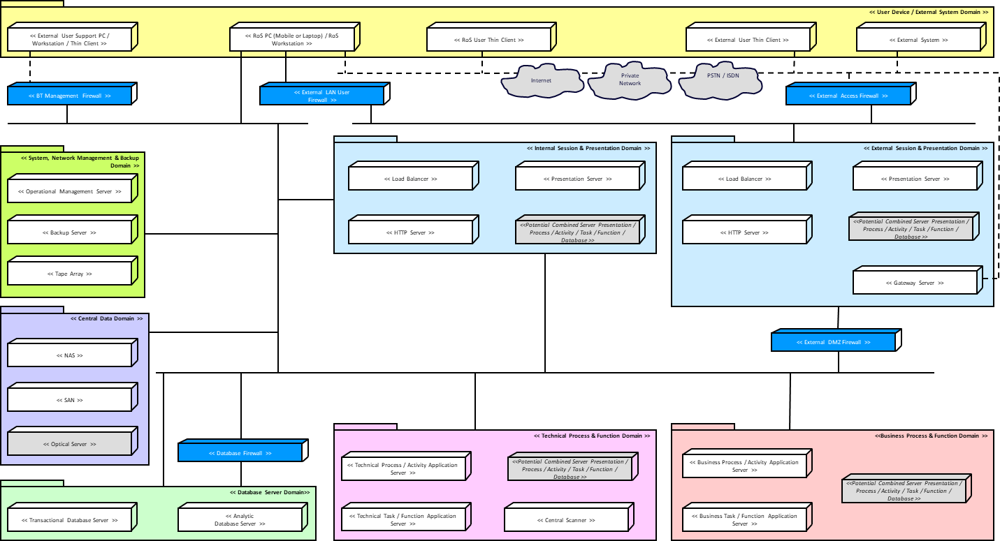 << User Device / External System Domain >>
<< External User Support PC /
Workstation / Thin Client >>
<< RoS PC (Mobile or Laptop) / RoS
Workstation >>
<< RoS User Thin Client >>
<< External User Thin Client >>
<< External System >>
Internet
Private
Network
PSTN / ISDN
<< BT Management Firewall >>
<< External LAN User
Firewall >>
<< External Access Firewall >>
<< System, Network Management & Backup
Domain >>
<< Operational Management Server >>
<< Backup Server >>
<< Tape Array >>
<< Internal Session & Presentation Domain >>
<< Load Balancer >>
<< Presentation Server >>
<< HTTP Server >>
<<Potential Combined Server Presentation /
Process / Activity / Task / Function /
Database >>
<< External Session & Presentation Domain >>
<< Load Balancer >>
<< Presentation Server >>
<< HTTP Server >>
<<Potential Combined Server Presentation /
Process / Activity / Task / Function /
Database >>
<< Gateway Server >>
<< Central Data Domain >>
<< NAS >>
<< SAN >>
<< Optical Server >>
<< External DMZ Firewall >>
<< Database Firewall >>
<< Database Server Domain>>
<< Transactional Database Server >>
<< Analytic
Database Server >>
<< Technical Process & Function Domain >>
<< Technical Process / Activity Application
Server >>
<<Potential Combined Server Presentation /
Process / Activity / Task / Function /
Database >>
<< Technical Task / Function Application
Server >>
<< Central Scanner >>
<<Business Process & Function Domain >>
<< Business Process / Activity Application
Server >>
<<Potential Combined Server Presentation /
Process / Activity / Task / Function /
Database >>
<< Business Task / Function Application
Server >>